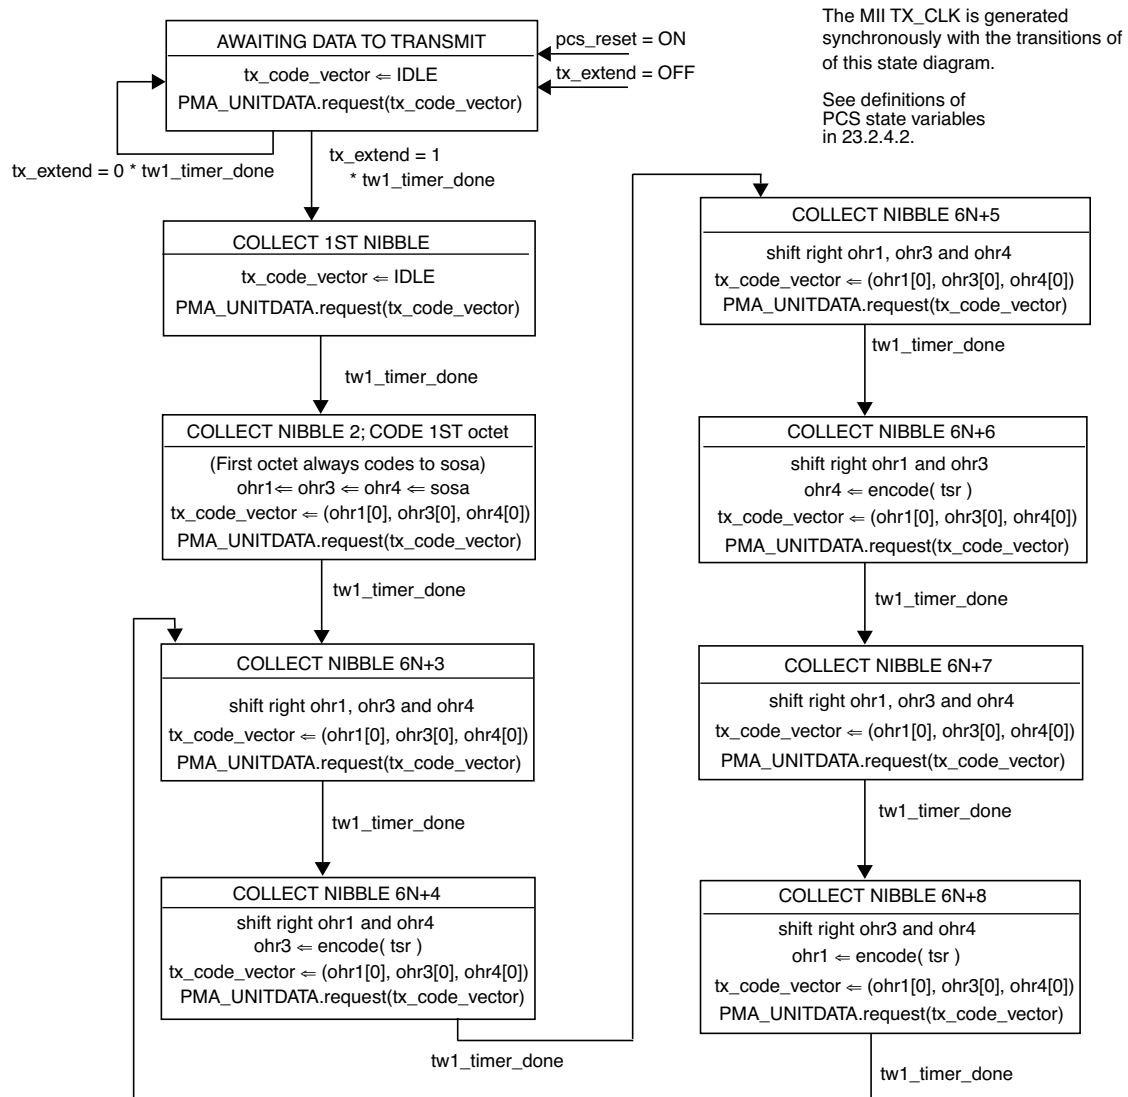 AWAITING DATA TO TRANSMIT
tx_code_vector ⇐ IDLE
PMA_UNITDATA.request(tx_code_vector)
pcs_reset = ON
tx_extend = OFF
The MII TX_CLK is generated
synchronously with the transitions of
of this state diagram.
See definitions of
PCS state variables
in 23.2.4.2.
tx_extend = 0 * tw1_timer_done
tx_extend = 1
* tw1_timer_done
COLLECT 1ST NIBBLE
tx_code_vector ⇐ IDLE
PMA_UNITDATA.request(tx_code_vector)
tw1_timer_done
COLLECT NIBBLE 2; CODE 1ST octet
(First octet always codes to sosa)
ohr1⇐ ohr3 ⇐ ohr4 ⇐ sosa
tx_code_vector ⇐ (ohr1[0], ohr3[0], ohr4[0])
PMA_UNITDATA.request(tx_code_vector)
tw1_timer_done
COLLECT NIBBLE 6N+3
shift right ohr1, ohr3 and ohr4
tx_code_vector ⇐ (ohr1[0], ohr3[0], ohr4[0])
PMA_UNITDATA.request(tx_code_vector)
tw1_timer_done
COLLECT NIBBLE 6N+4
shift right ohr1 and ohr4
ohr3 ⇐ encode( tsr )
tx_code_vector ⇐ (ohr1[0], ohr3[0], ohr4[0])
PMA_UNITDATA.request(tx_code_vector)
tw1_timer_done
COLLECT NIBBLE 6N+5
shift right ohr1, ohr3 and ohr4
tx_code_vector ⇐ (ohr1[0], ohr3[0], ohr4[0])
PMA_UNITDATA.request(tx_code_vector)
tw1_timer_done
COLLECT NIBBLE 6N+6
shift right ohr1 and ohr3
ohr4 ⇐ encode( tsr )
tx_code_vector ⇐ (ohr1[0], ohr3[0], ohr4[0])
PMA_UNITDATA.request(tx_code_vector)
tw1_timer_done
COLLECT NIBBLE 6N+7
shift right ohr1, ohr3 and ohr4
tx_code_vector ⇐ (ohr1[0], ohr3[0], ohr4[0])
PMA_UNITDATA.request(tx_code_vector)
tw1_timer_done
COLLECT NIBBLE 6N+8
shift right ohr3 and ohr4
ohr1 ⇐ encode( tsr )
tx_code_vector ⇐ (ohr1[0], ohr3[0], ohr4[0])
PMA_UNITDATA.request(tx_code_vector)
tw1_timer_done